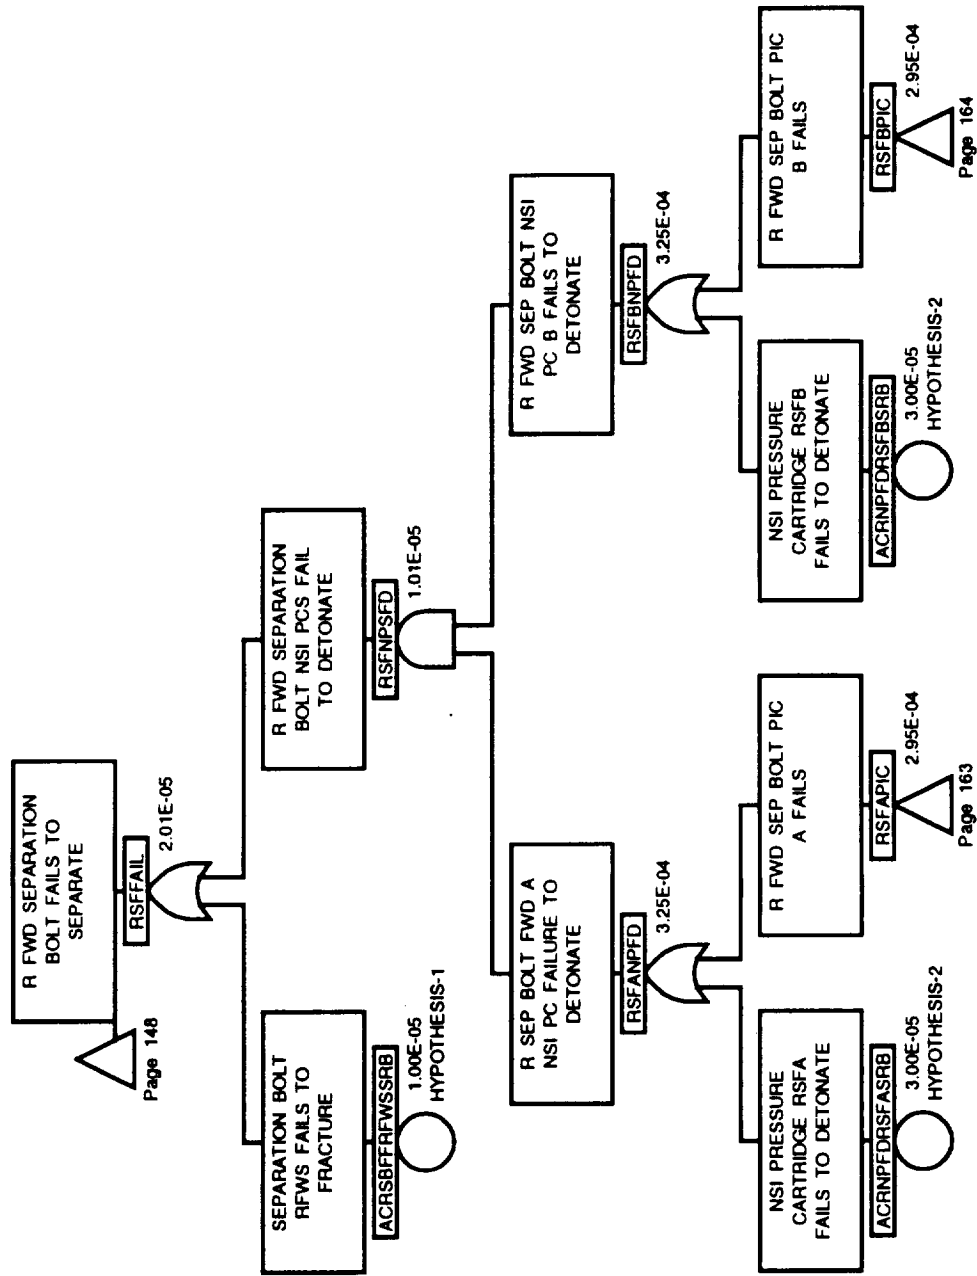 R FWD SEPARATION
BOLT FAILS TO
SEPARATE
Page 148
RSFFAIL
2.01E-05
SEPARATION BOLT
RFWS FAILS TO
FRACTURE
ACRSBFFRFWSSRB
1.00E-05
HYPOTHESIS-1
R FWD SEPARATION
BOLT NSI PCS FAIL
TO DETONATE
RSFNPSFD
1.01E-05
R SEP BOLT FWD A
NSI PC FAILURE TO
DETONATE
RSFANPFD
3.25E-04
R FWD SEP BOLT NSI
PC B FAILS TO
DETONATE
RSFBNPFD
3.25E-04
NSI PRESSURE
CARTRIDGE RSFA
FAILS TO DETONATE
ACRNPFDRSFASRB
3.00E-05
HYPOTHESIS-2
R FWD SEP BOLT PIC
A FAILS
RSFAPIC
2.95E-04
Page 163
NSI PRESSURE
CARTRIDGE RSFB
FAILS TO DETONATE
ACRNPFDRSFBSRB
3.00E-05
HYPOTHESIS-2
R FWD SEP BOLT PIC
B FAILS
RSFBPIC
2.95E-04
Page 164